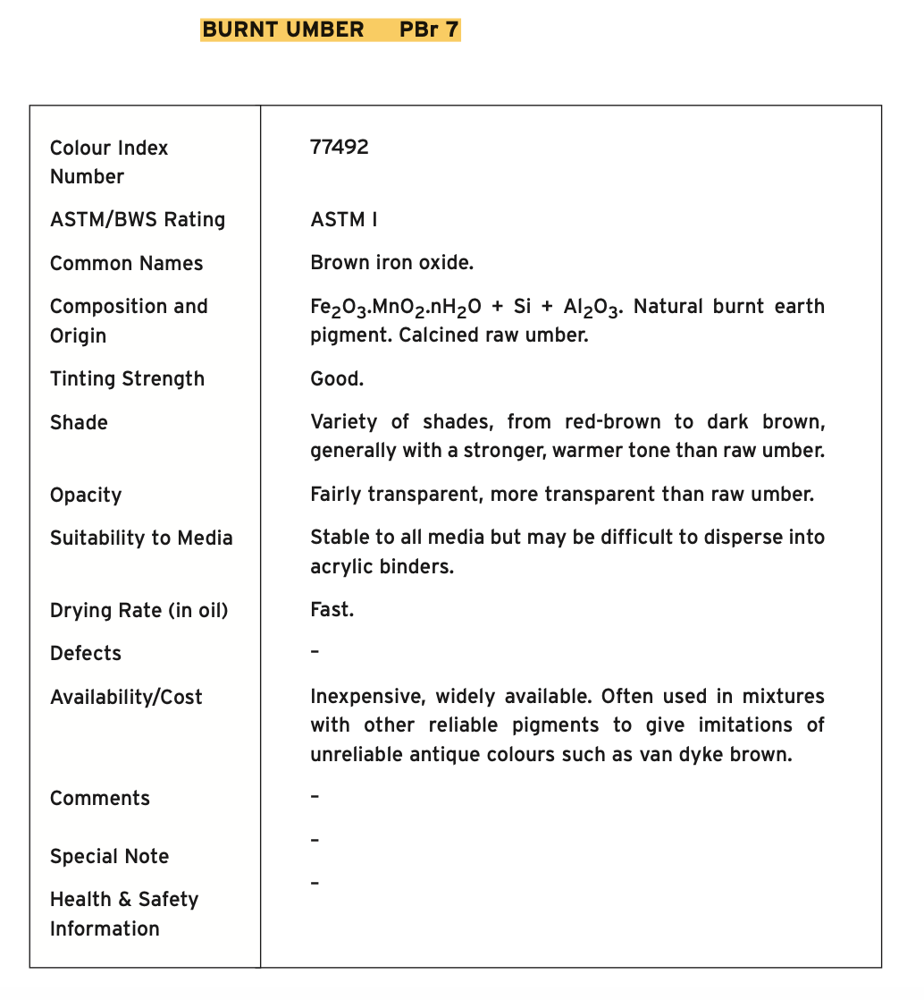 BURNT UMBER PBr 7
Colour Index
Number
77492
ASTM/BWS Rating
ASTM I
Common Names
Brown iron oxide.
Composition and
Origin
Fe₂O₃.MnO₂.nH₂O + Si + Al₂O₃. Natural burnt earth
pigment. Calcined raw umber.
Tinting Strength
Good.
Shade
Variety of shades, from red-brown to dark brown,
generally with a stronger, warmer tone than raw umber.
Opacity
Fairly transparent, more transparent than raw umber.
Suitability to Media
Stable to all media but may be difficult to disperse into
acrylic binders.
Drying Rate (in oil)
Fast.
Defects
–
Availability/Cost
Inexpensive, widely available. Often used in mixtures
with other reliable pigments to give imitations of
unreliable antique colours such as van dyke brown.
Comments
–
Special Note
–
Health & Safety
Information
–